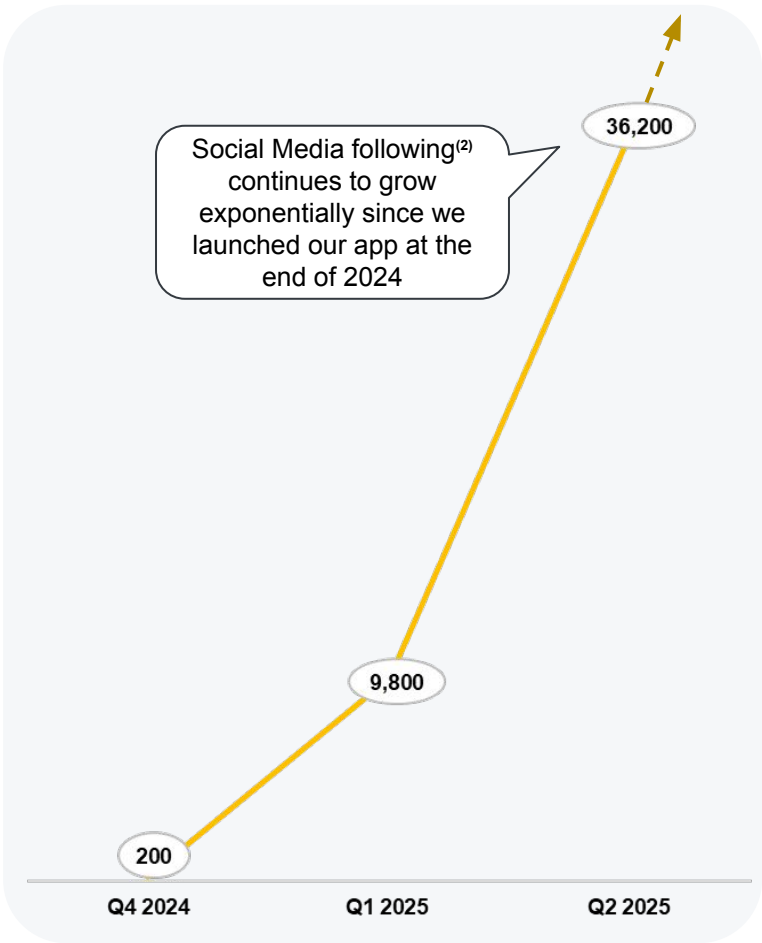 36,200
Social Media following(2)
continues to grow
exponentially since we
launched our app at the
end of 2024
9,800
200
Q4 2024
Q1 2025
Q2 2025